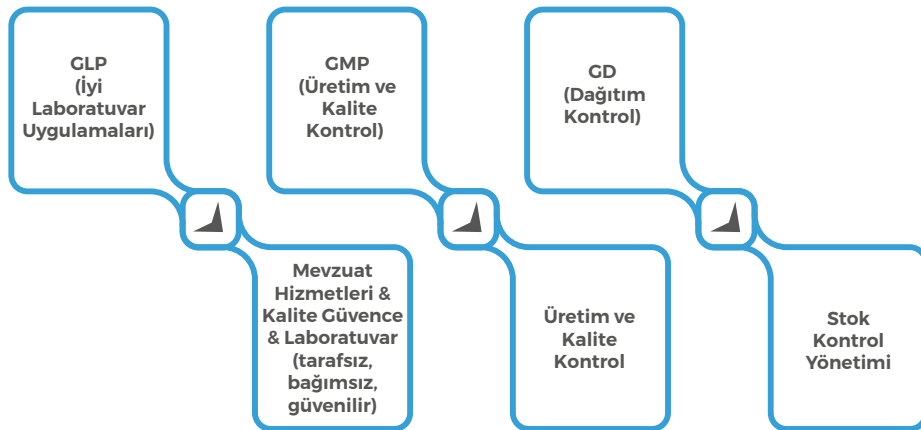 GLP
(İyi
Laboratuvar
Uygulamaları)
GMP
(Üretim ve
Kalite
Kontrol)
GD
(Dağıtım
Kontrol)
Mevzuat
Hizmetleri &
Kalite Güvence
& Laboratuvar
(tarafsız,
bağımsız,
güvenilir)
Üretim ve
Kalite
Kontrol
Stok
Kontrol
Yönetimi